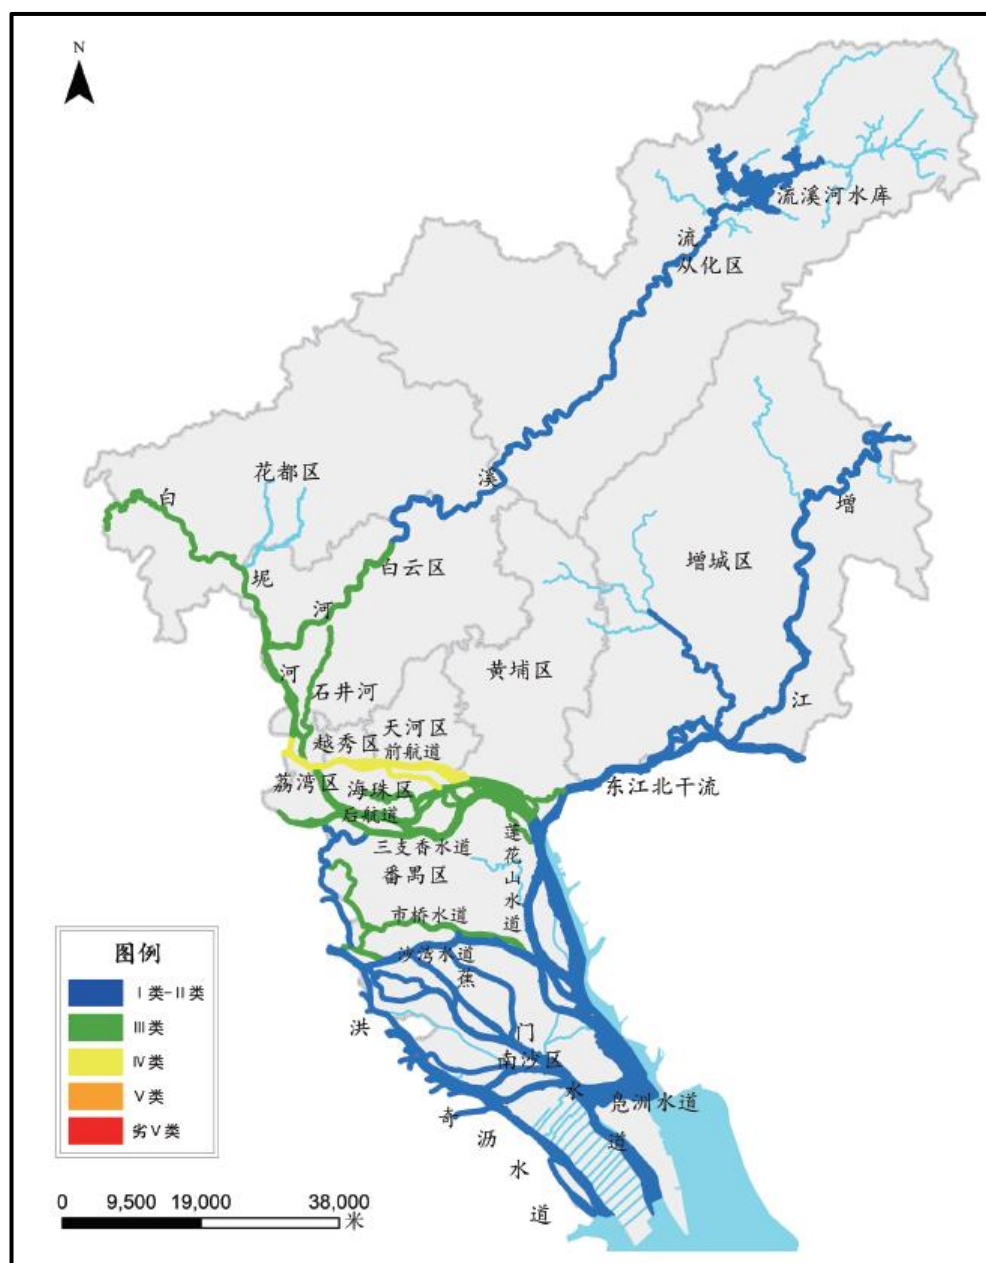 N
流溪河水库
流
从化区
溪
花都区
白
增
坭
白云区
增城区
河
河
石井河
黄埔区
江
越秀区
天河区
前航道
荔湾区
海珠区
东江北干流
后航道
莲花山水道
三支香水道
番禺区
市桥水道
沙湾水道
蕉
洪
门
南沙区
水
凫洲水道
奇
沥
道
水
道
图例
Ⅰ类-Ⅱ类
Ⅲ类
Ⅳ类
Ⅴ类
劣Ⅴ类
0 9,500 19,000 38,000
米